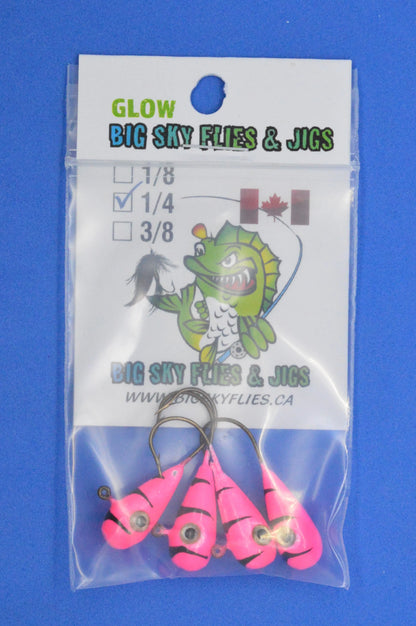 GLOW
BIG SKY FLIES & JIGS
1/8
1/4
3/8
BIG SKY FLIES & JIGS
WWW.BIGSKYFLIES.CA